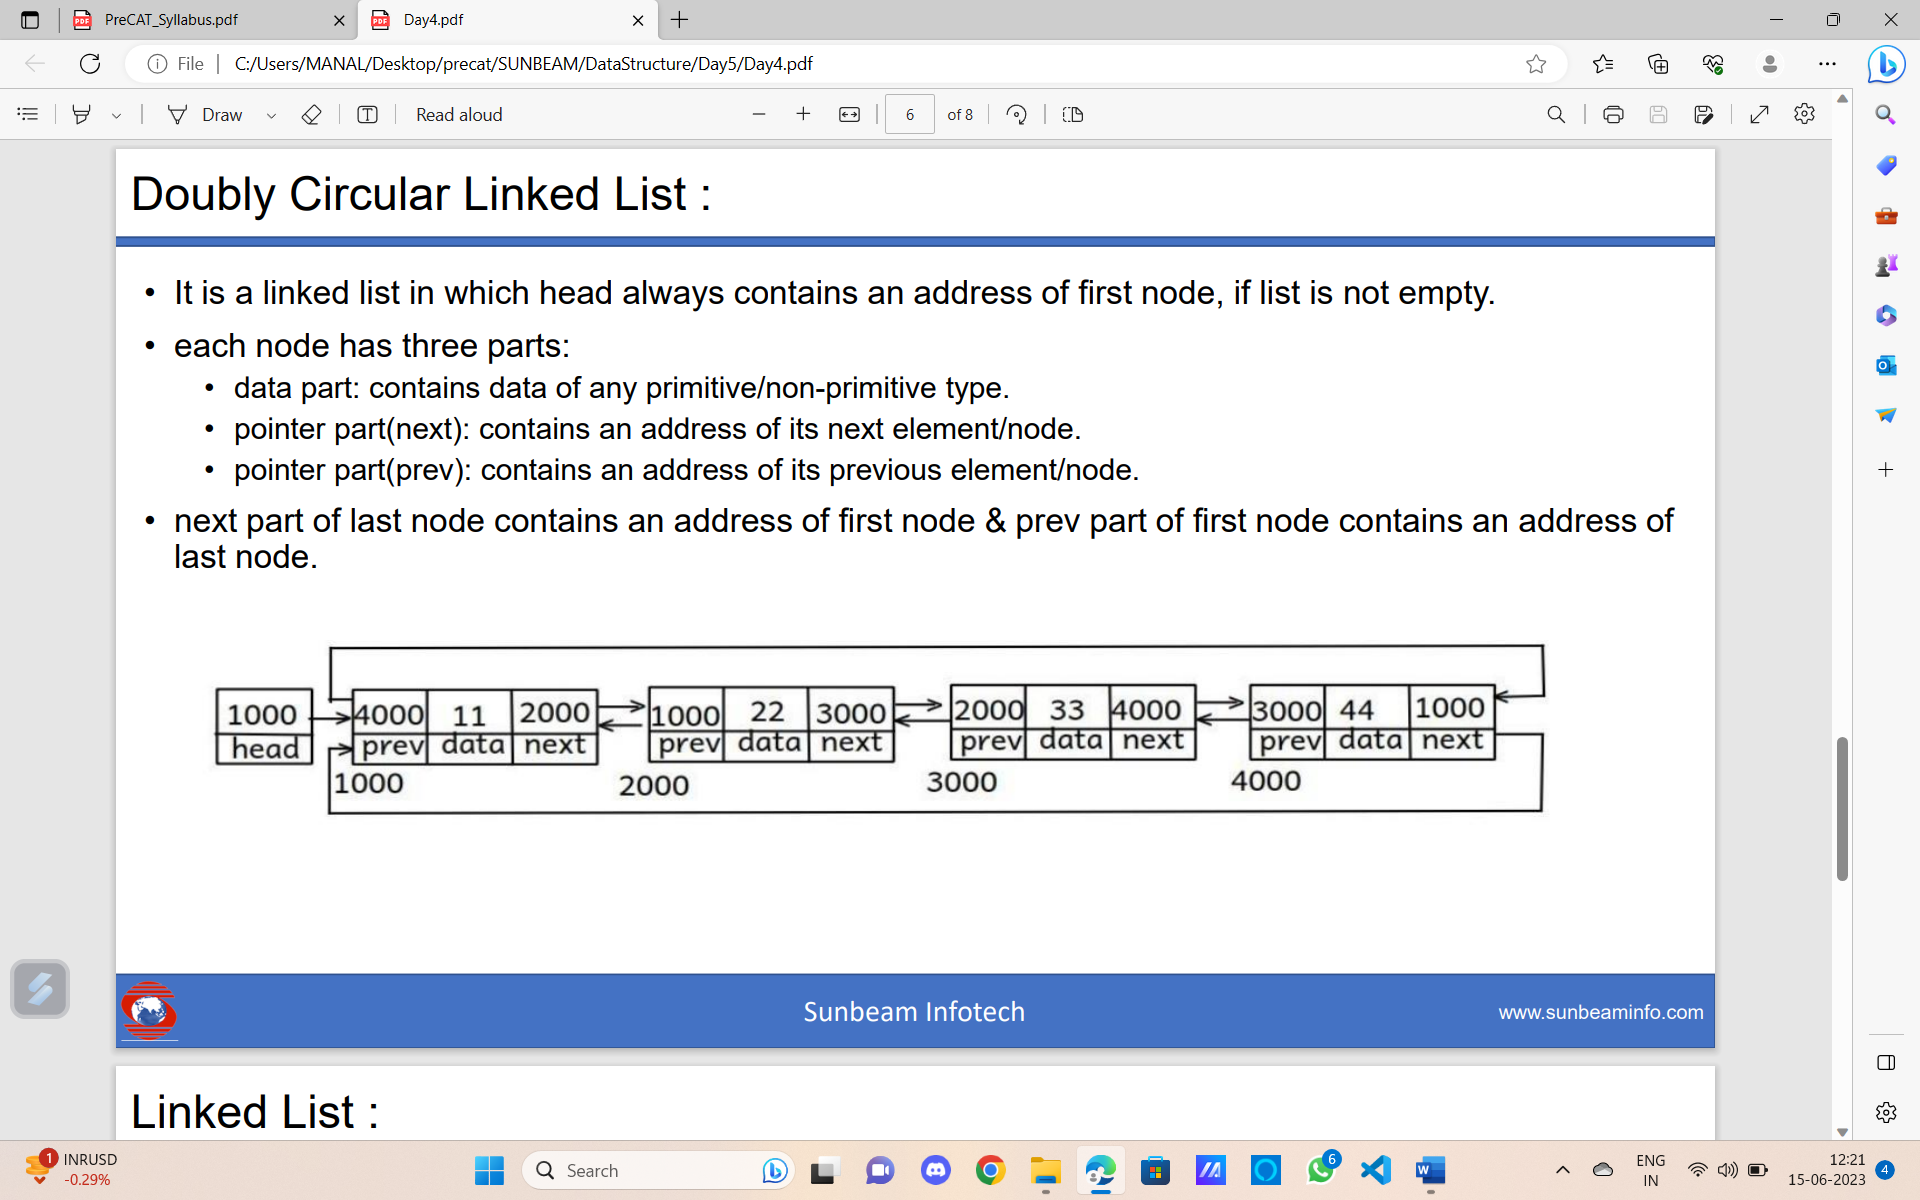 PreCAT_Syllabus.pdf
Day4.pdf
File
C:/Users/MANAL/Desktop/precat/SUNBEAM/DataStructure/Day5/Day4.pdf
Draw
Read aloud
6 of 8
Doubly Circular Linked List :
• It is a linked list in which head always contains an address of first node, if list is not empty.
• each node has three parts:
• data part: contains data of any primitive/non-primitive type.
• pointer part(next): contains an address of its next element/node.
• pointer part(prev): contains an address of its previous element/node.
• next part of last node contains an address of first node & prev part of first node contains an address of
last node.
1000 4000 11 2000 1000 22 3000 2000 33 4000 3000 44 1000
head prev data next prev data next prev data next prev data next
1000 2000 3000 4000
Sunbeam Infotech
www.sunbeaminfo.com
Linked List :
1 INRUSD
-0.29%
Search
6
ENG
IN
12:21
15-06-2023
4